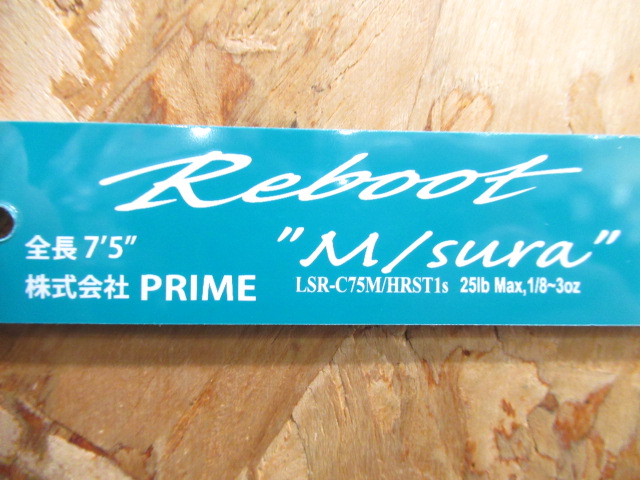 Reboot
全長 7'5"
"M/sura"
株式会社 PRIME
LSR-C75M/HRST1s 25lb Max,1/8~3oz